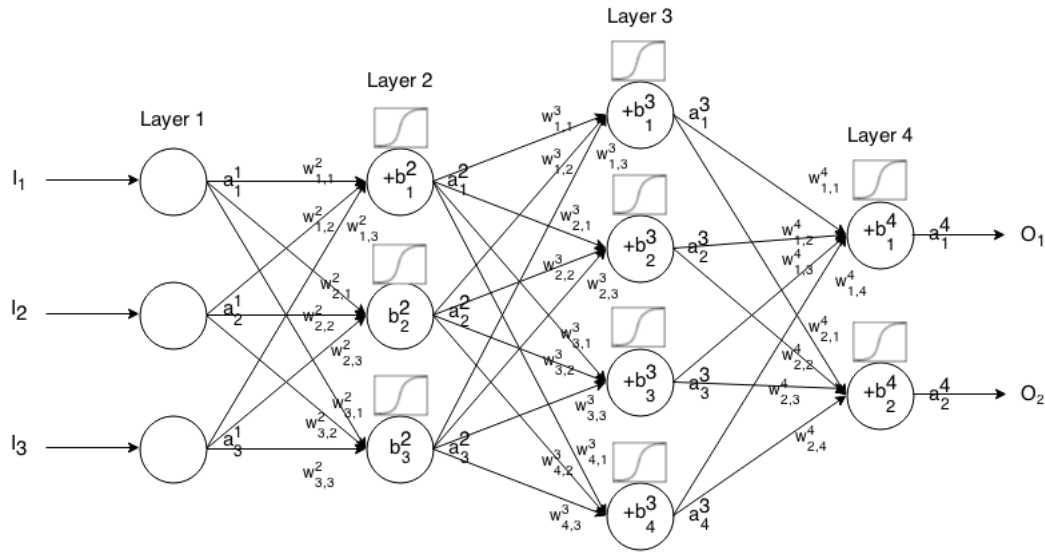 Layer 3
Layer 2
Layer 1
Layer 4
I₁
a¹₁
w²₁,₁
+b²₁
a²₁
w³₁,₁
+b³₁
a³₁
w⁴₁,₁
+b⁴₁
a⁴₁
O₁
w²₁,₂
w²₁,₃
w³₁,₂
w³₁,₃
w³₂,₁
+b³₂
a³₂
w⁴₁,₂
w⁴₁,₃
w⁴₁,₄
I₂
a¹₂
w²₂,₁
w²₂,₂
w²₂,₃
b²₂
a²₂
w³₂,₂
w³₂,₃
w³₃,₁
w³₃,₂
w³₃,₃
+b³₃
a³₃
w⁴₂,₁
w⁴₂,₂
w⁴₂,₃
w⁴₂,₄
+b⁴₂
a⁴₂
O₂
I₃
a¹₃
w²₃,₁
w²₃,₂
w²₃,₃
b²₃
a²₃
w³₄,₁
w³₄,₂
w³₄,₃
+b³₄
a³₄